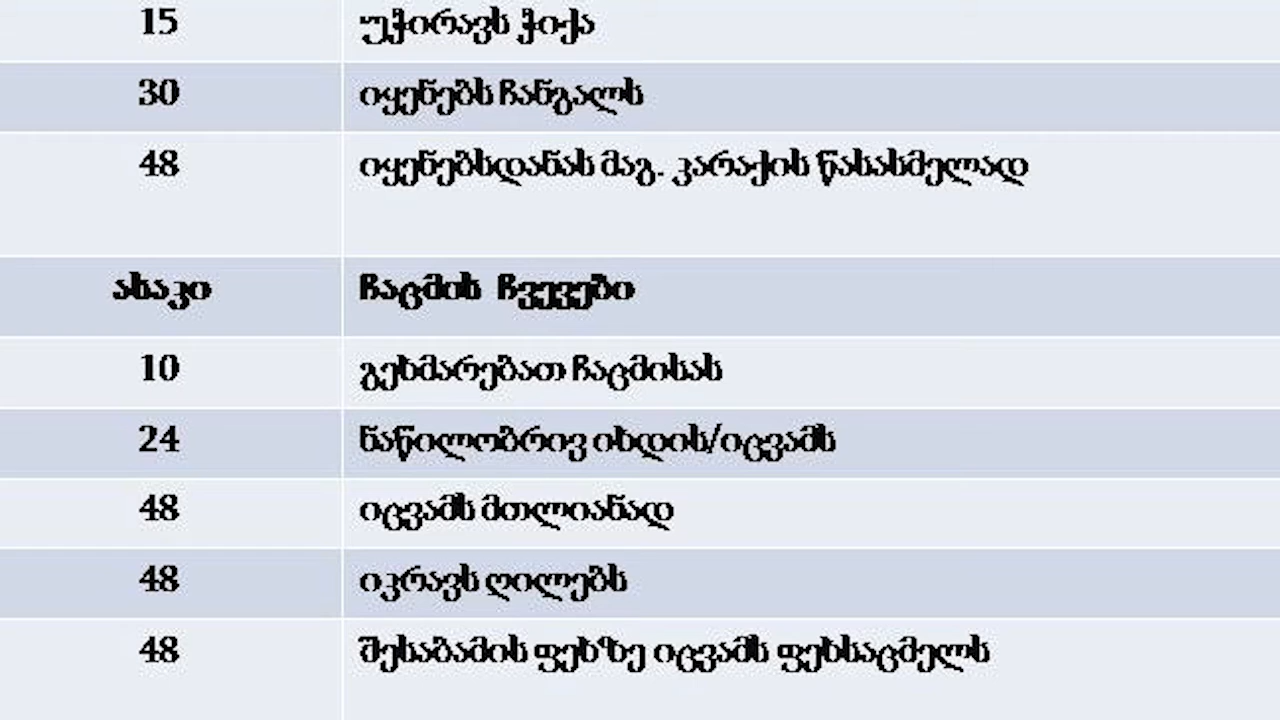 15 უჭირავს ჭიქა
30 იყენებს ჩანგალს
48 იყენებსდანას მაგ. კარაქის წასასმელად
ასაკი ჩაცმის ჩვევები
10 გეხმარებათ ჩაცმისას
24 ნაწილობრივ იხდის/იცვამს
48 იცვამს მთლიანად
48 იკრავს ღილებს
48 შესაბამის ფეხზე იცვამს ფეხსაცმელს